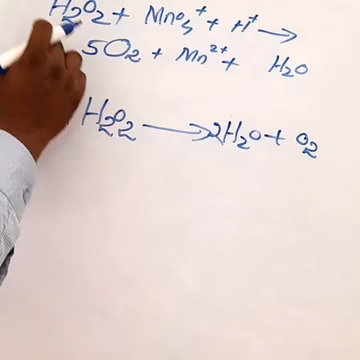 H₂O₂ + MnO₄⁺ + H⁺ →
5O₂ + Mn²⁺ + H₂O
H₂O₂ → 2H₂O + O₂